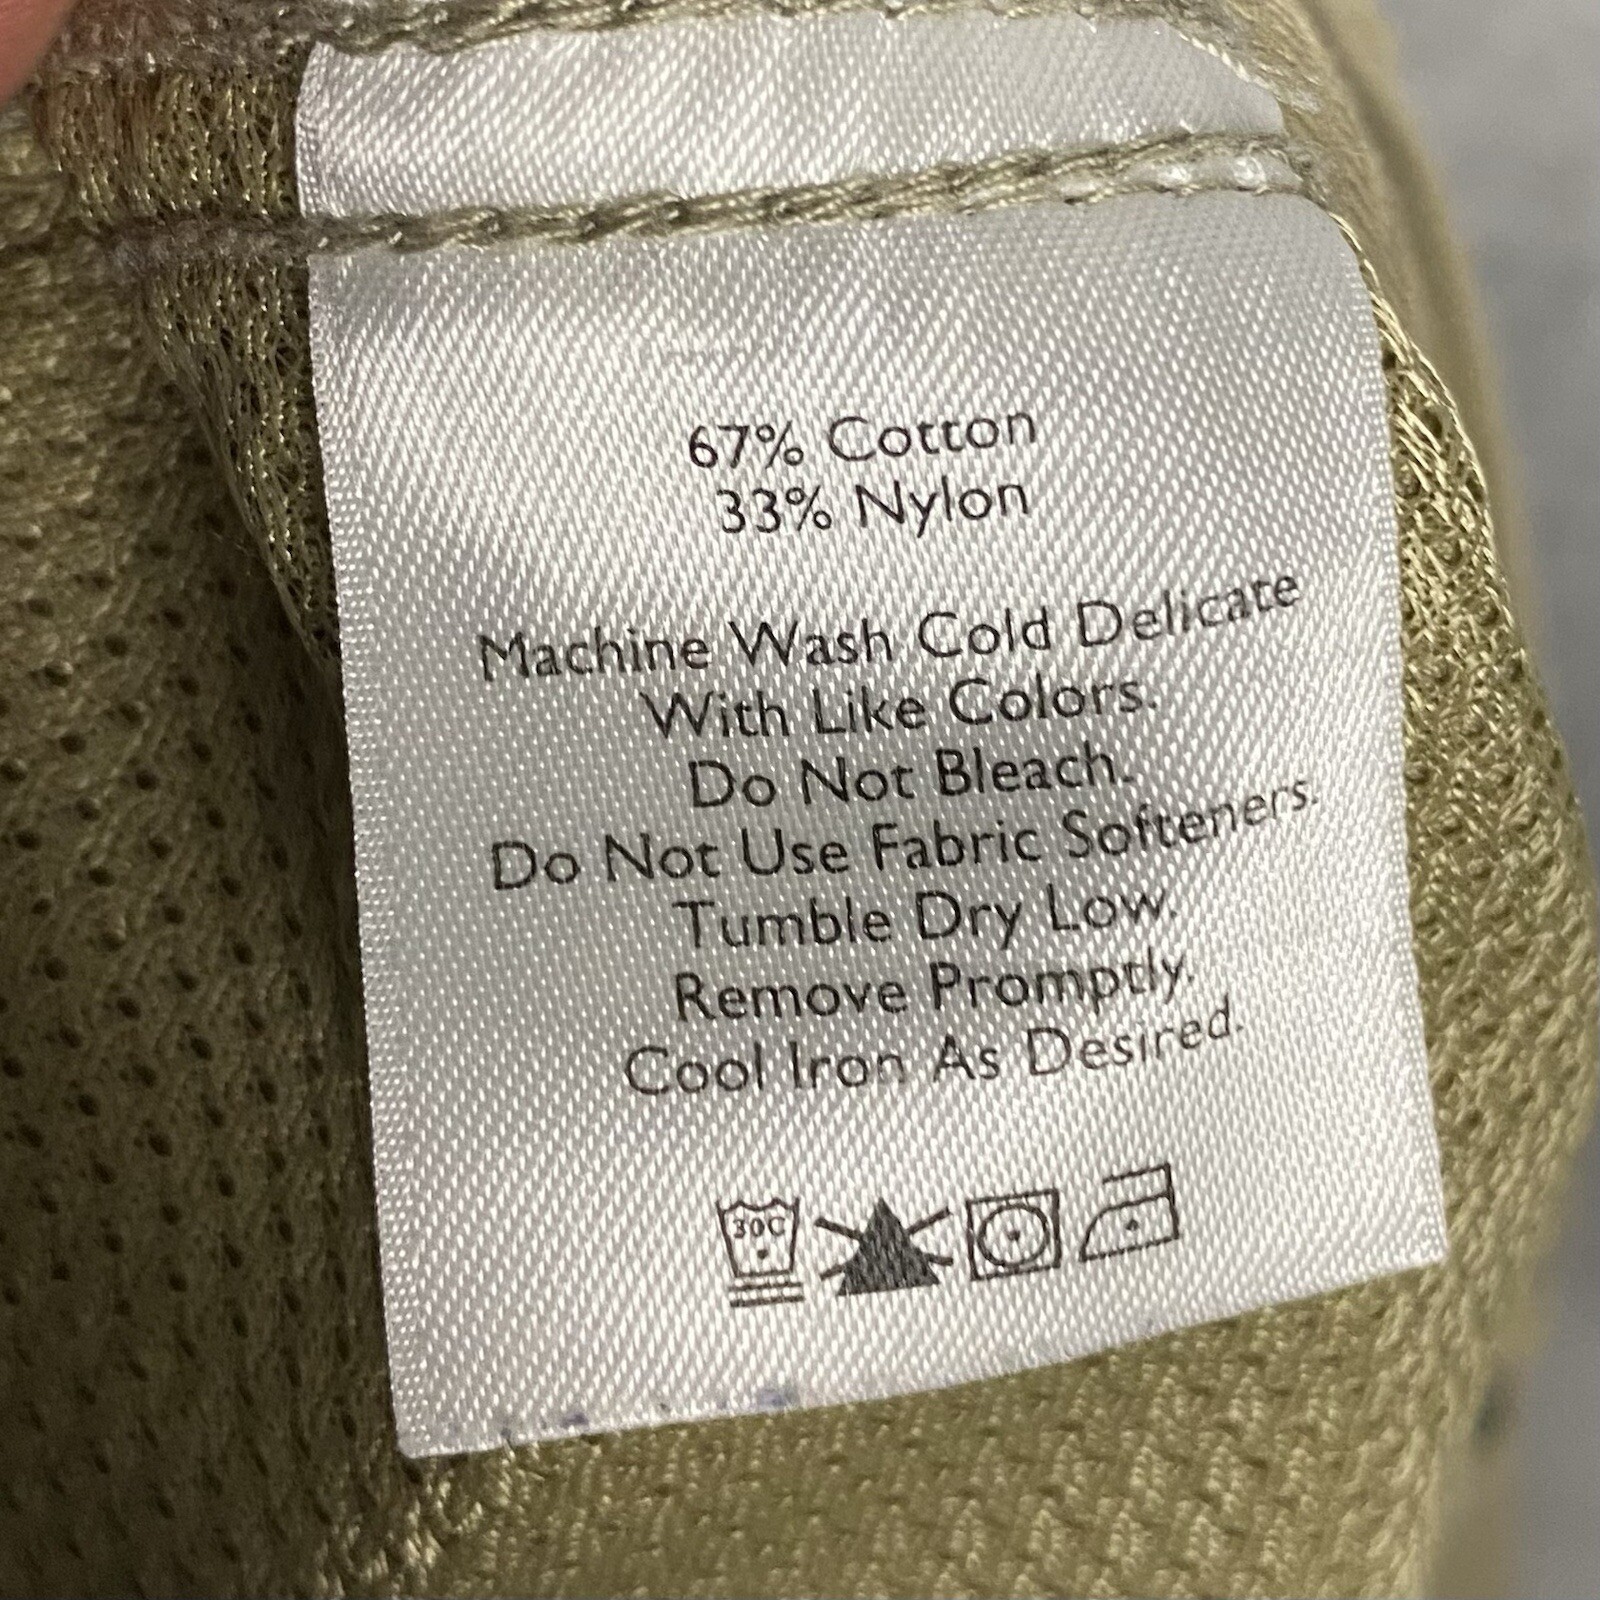 67% Cotton
33% Nylon
Machine Wash Cold Delicate
With Like Colors.
Do Not Bleach.
Do Not Use Fabric Softeners.
Tumble Dry Low.
Remove Promptly.
Cool Iron As Desired.
30C